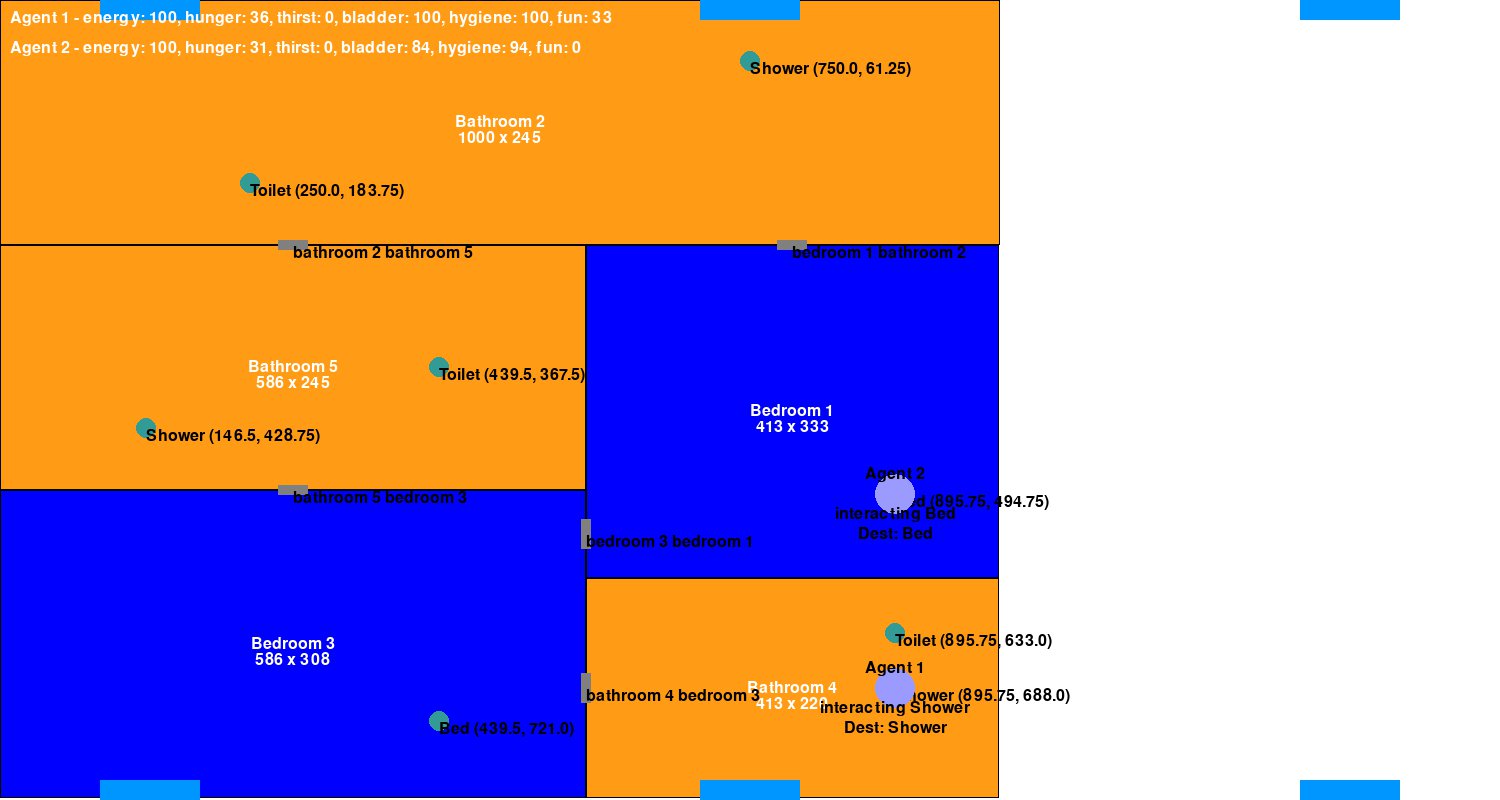 Agent 1 - energy: 100, hunger: 36, thirst: 0, bladder: 100, hygiene: 100, fun: 33
Agent 2 - energy: 100, hunger: 31, thirst: 0, bladder: 84, hygiene: 94, fun: 0
Shower (750.0, 61.25)
Bathroom 2
1000 x 245
Toilet (250.0, 183.75)
bathroom 2 bathroom 5
bedroom 1 bathroom 2
Bathroom 5
586 x 245
Toilet (439.5, 367.5)
Shower (146.5, 428.75)
Bedroom 1
413 x 333
Agent 2
(895.75, 494.75)
interacting Bed
Dest: Bed
bathroom 5 bedroom 3
bedroom 3 bedroom 1
Bedroom 3
586 x 308
Toilet (895.75, 633.0)
Agent 1
bathroom 4 bedroom 3
Bathroom 4
413 x
(895.75, 688.0)
interacting Shower
Dest: Shower
Bed (439.5, 721.0)